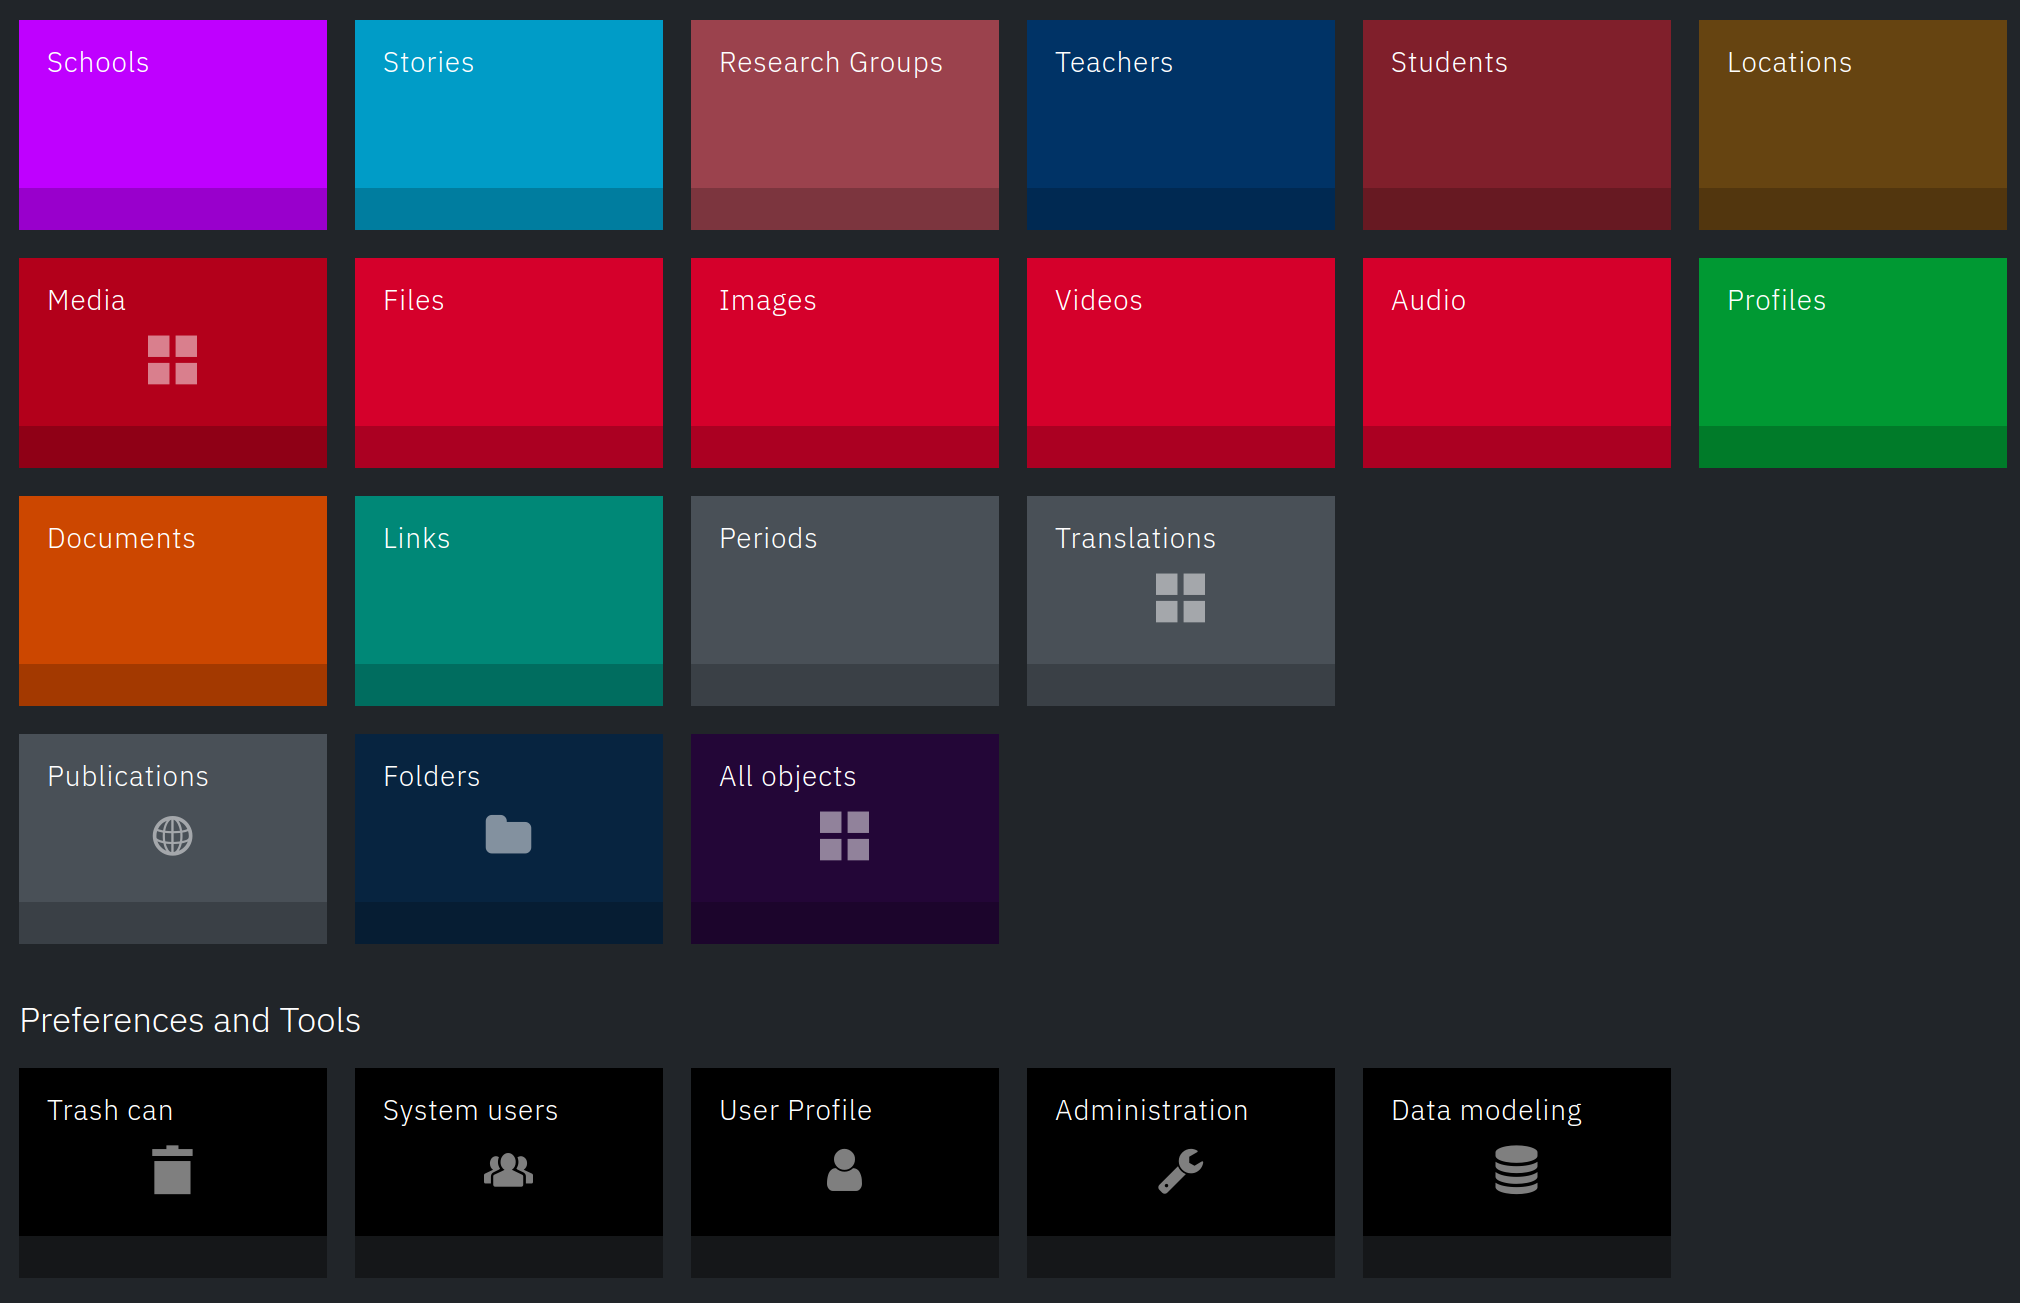 Schools
Stories
Research Groups
Teachers
Students
Locations
Media
Files
Images
Videos
Audio
Profiles
Documents
Links
Periods
Translations
Publications
Folders
All objects
Preferences and Tools
Trash can
System users
User Profile
Administration
Data modeling